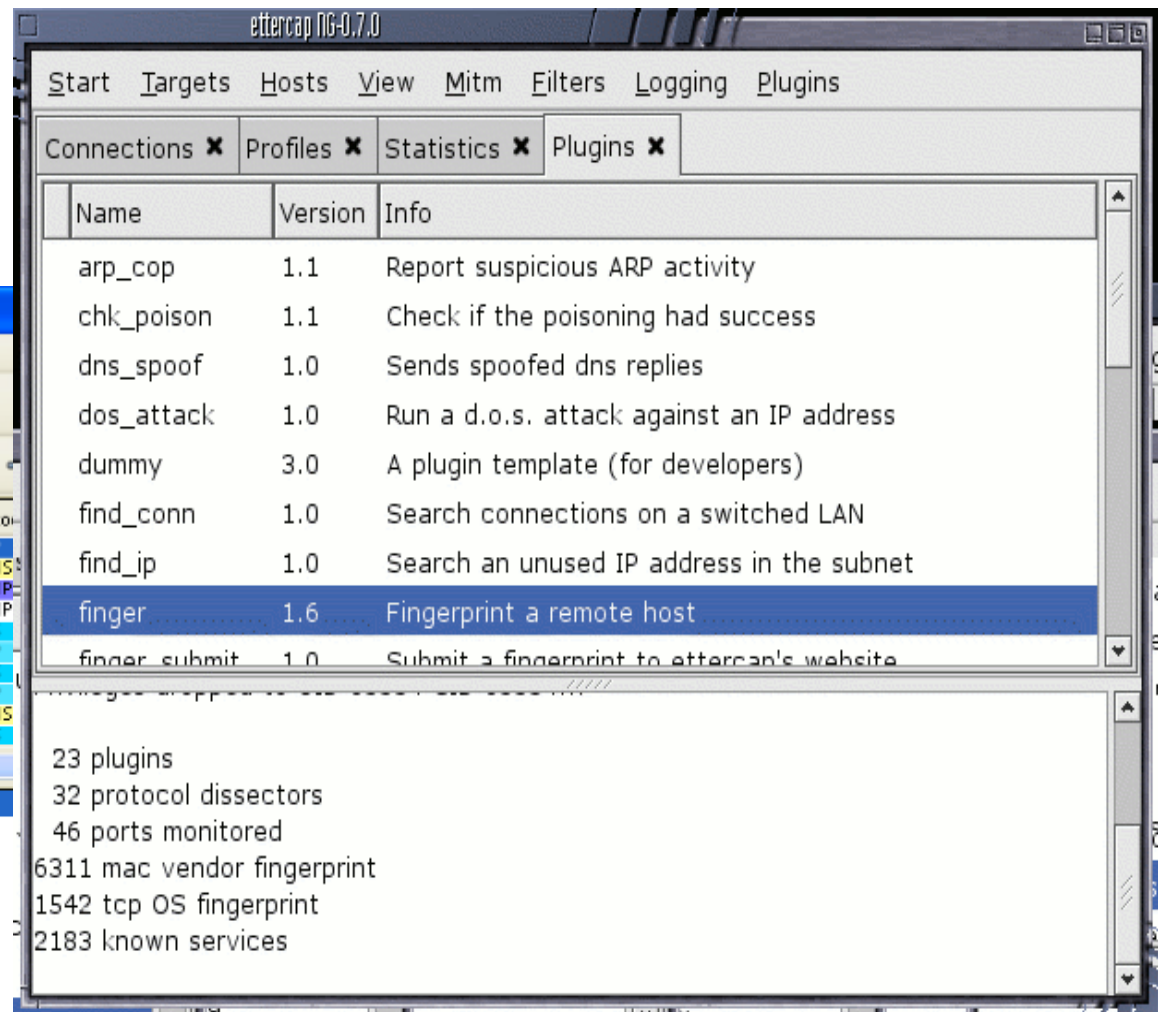 ettercap NG-0.7.0
Start Targets Hosts View Mitm Filters Logging Plugins
Connections Profiles Statistics Plugins
Name Version Info
arp_cop 1.1 Report suspicious ARP activity
chk_poison 1.1 Check if the poisoning had success
dns_spoof 1.0 Sends spoofed dns replies
dos_attack 1.0 Run a d.o.s. attack against an IP address
dummy 3.0 A plugin template (for developers)
find_conn 1.0 Search connections on a switched LAN
find_ip 1.0 Search an unused IP address in the subnet
finger 1.6 Fingerprint a remote host
finger_submit 1.0 Submit a fingerprint to ettercap's website
dropped to
23 plugins
32 protocol dissectors
46 ports monitored
6311 mac vendor fingerprint
1542 tcp OS fingerprint
2183 known services